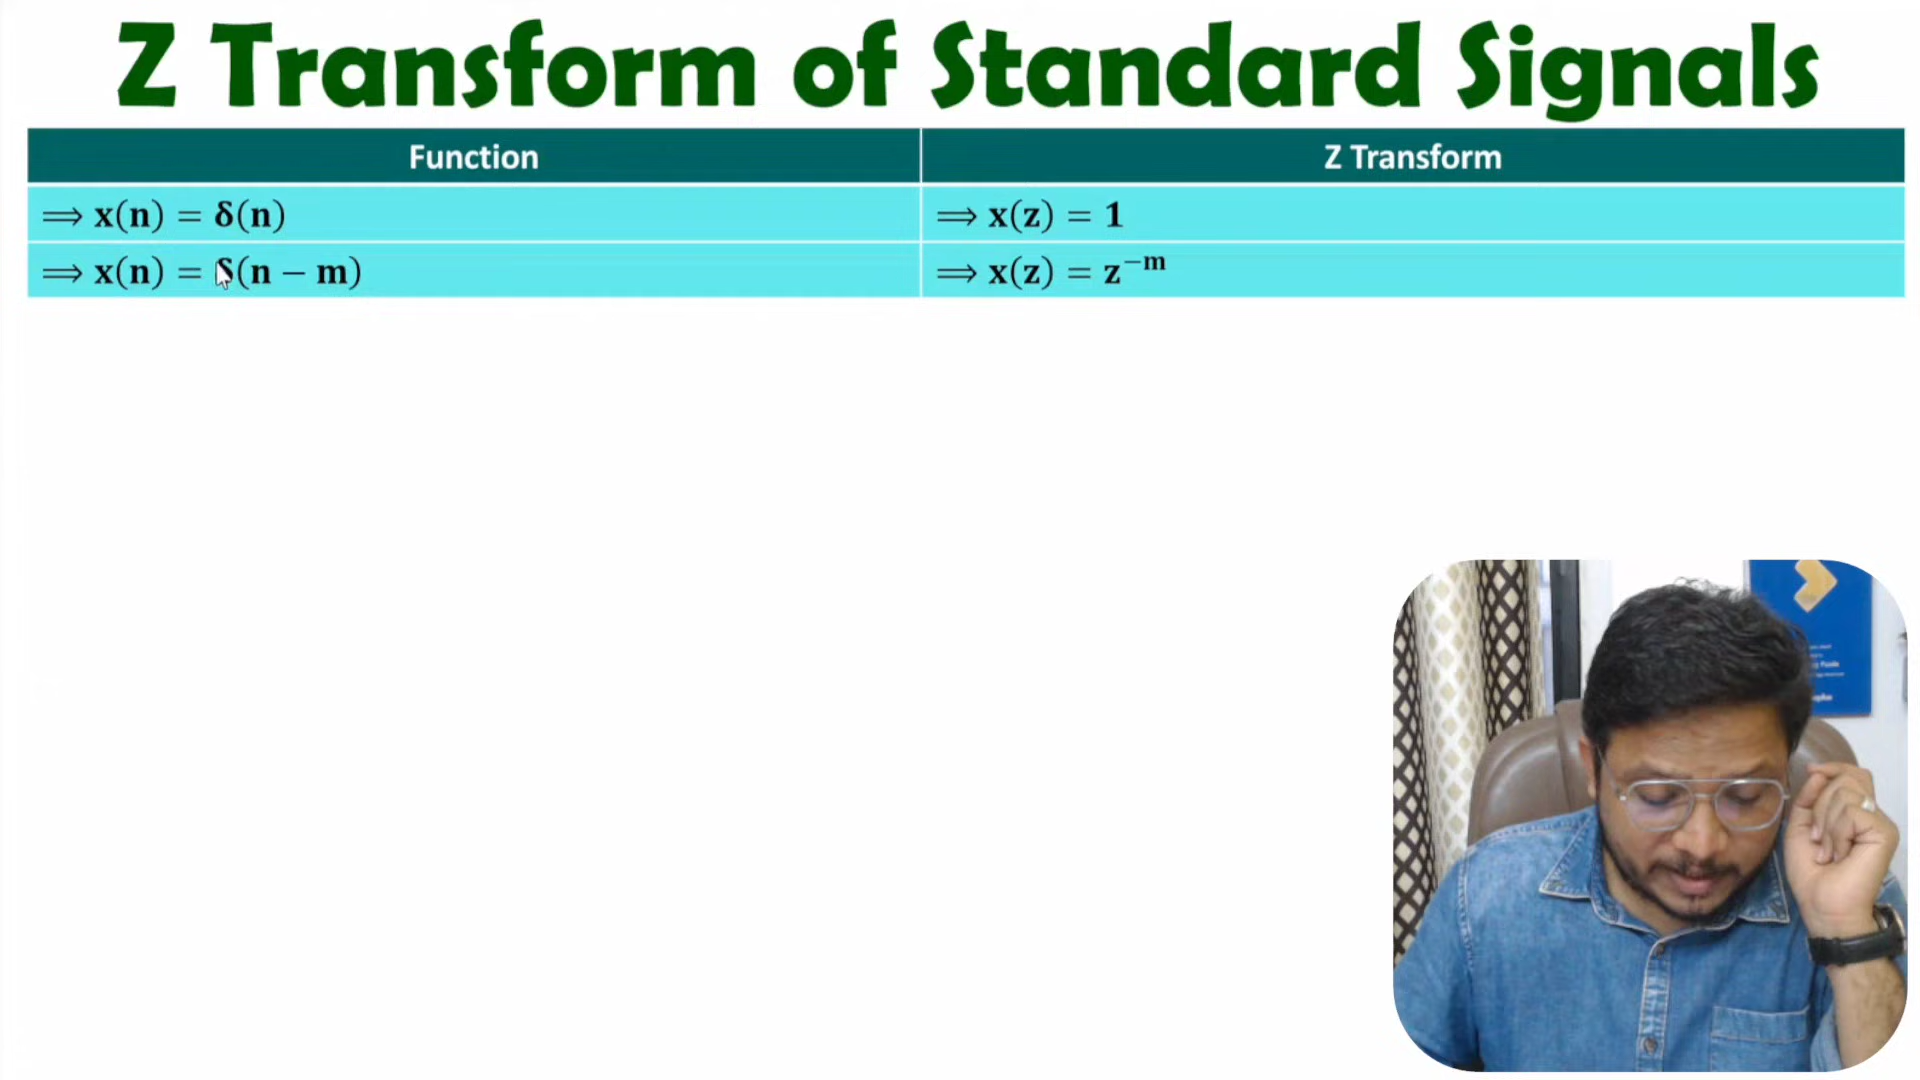 Z Transform of Standard Signals
Function
Z Transform
⟹ x(n) = δ(n)
⟹ x(z) = 1
⟹ x(n) = δ(n − m)
⟹ x(z) = z⁻ᵐ